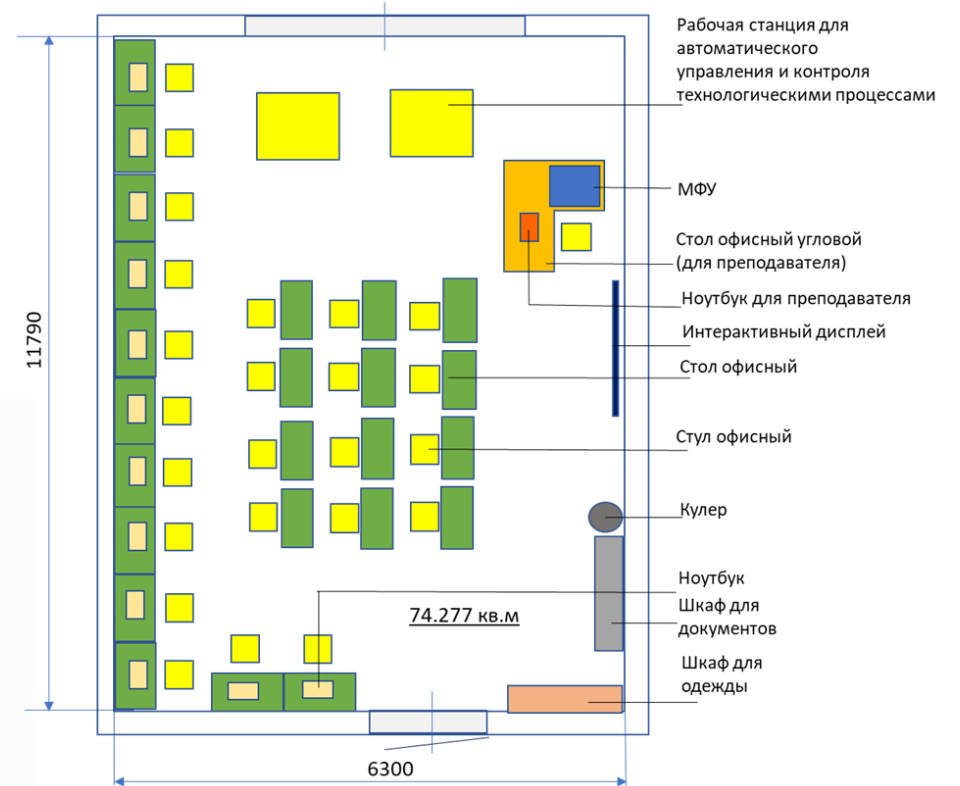 Рабочая станция для
автоматического
управления и контроля
технологическими процессами
МФУ
Стол офисный угловой
(для преподавателя)
Ноутбук для преподавателя
Интерактивный дисплей
Стол офисный
Стул офисный
Кулер
Ноутбук
Шкаф для
документов
Шкаф для
одежды
11790
74.277 кв.м
6300